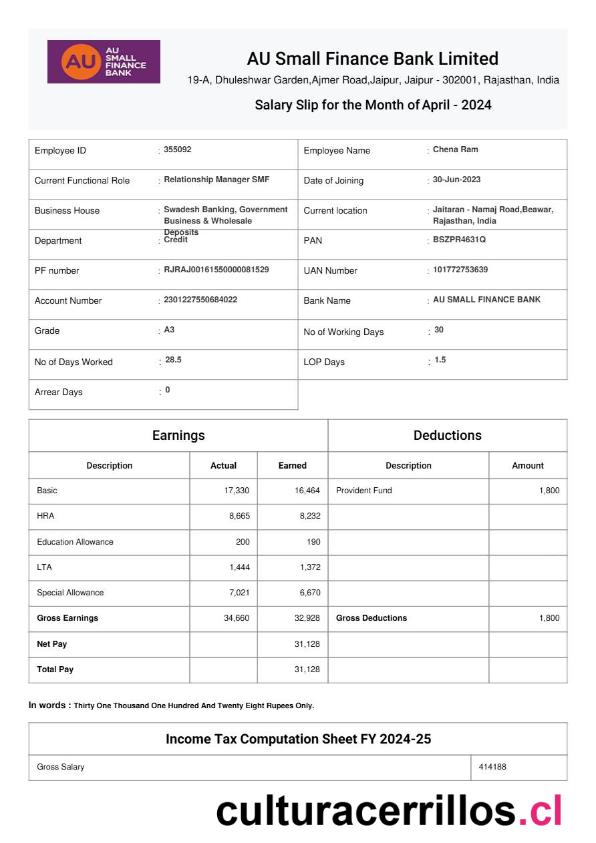 AU
AU
SMALL
FINANCE
BANK
AU Small Finance Bank Limited
19-A, Dhuleshwar Garden,Ajmer Road,Jaipur, Jaipur - 302001, Rajasthan, India
Salary Slip for the Month of April - 2024
Employee ID : 355092 Employee Name : Chena Ram
Current Functional Role : Relationship Manager SMF Date of Joining : 30-Jun-2023
Business House : Swadesh Banking, Government Current location : Jaitaran - Namaj Road,Beawar,
Business & Wholesale Rajasthan, India
Deposits
Department : Credit PAN : BSZPR4631Q
PF number : RJRAJ00161550000081529 UAN Number : 101772753639
Account Number : 2301227550684022 Bank Name : AU SMALL FINANCE BANK
Grade : A3 No of Working Days : 30
No of Days Worked : 28.5 LOP Days : 1.5
Arrear Days : 0
Earnings Deductions
Description Actual Earned Description Amount
Basic 17,330 16,464 Provident Fund 1,800
HRA 8,665 8,232
Education Allowance 200 190
LTA 1,444 1,372
Special Allowance 7,021 6,670
Gross Earnings 34,660 32,928 Gross Deductions 1,800
Net Pay 31,128
Total Pay 31,128
In words : Thirty One Thousand One Hundred And Twenty Eight Rupees Only.
Income Tax Computation Sheet FY 2024-25
Gross Salary 414188
culturacerrillos.cl